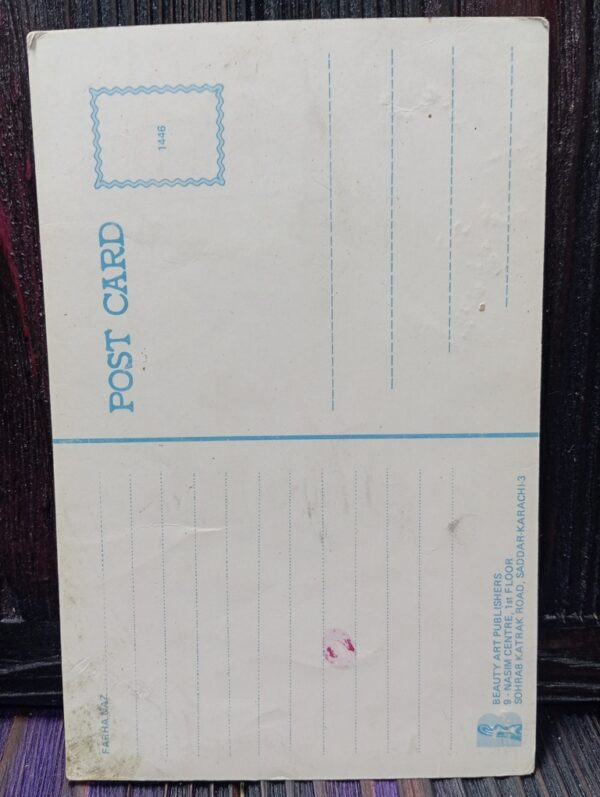 FARHA NAZ
POST CARD
1446
BEAUTY ART PUBLISHERS
9 - NASIM CENTRE, 1st FLOOR
SOHRAB KATRAK ROAD, SADDAR-KARACHI-3